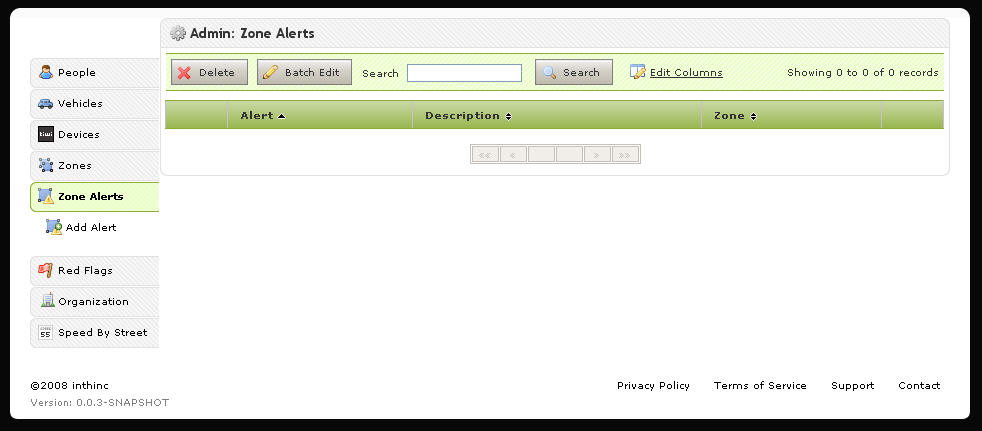 Admin: Zone Alerts
Delete Batch Edit Search Search Edit Columns Showing 0 to 0 of 0 records
Alert Description Zone
<< < > >>
People
Vehicles
tiwi Devices
Zones
Zone Alerts
Add Alert
Red Flags
Organization
55 Speed By Street
©2008 inthinc Privacy Policy Terms of Service Support Contact
Version: 0.0.3-SNAPSHOT